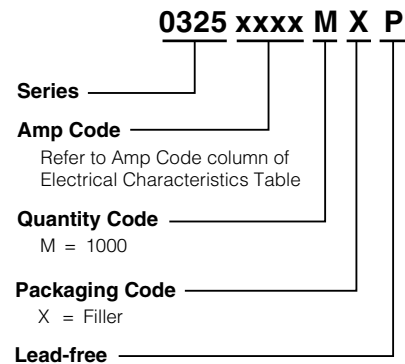 0325 xxxx M X P
Series
Amp Code
Refer to Amp Code column of
Electrical Characteristics Table
Quantity Code
M = 1000
Packaging Code
X = Filler
Lead-free